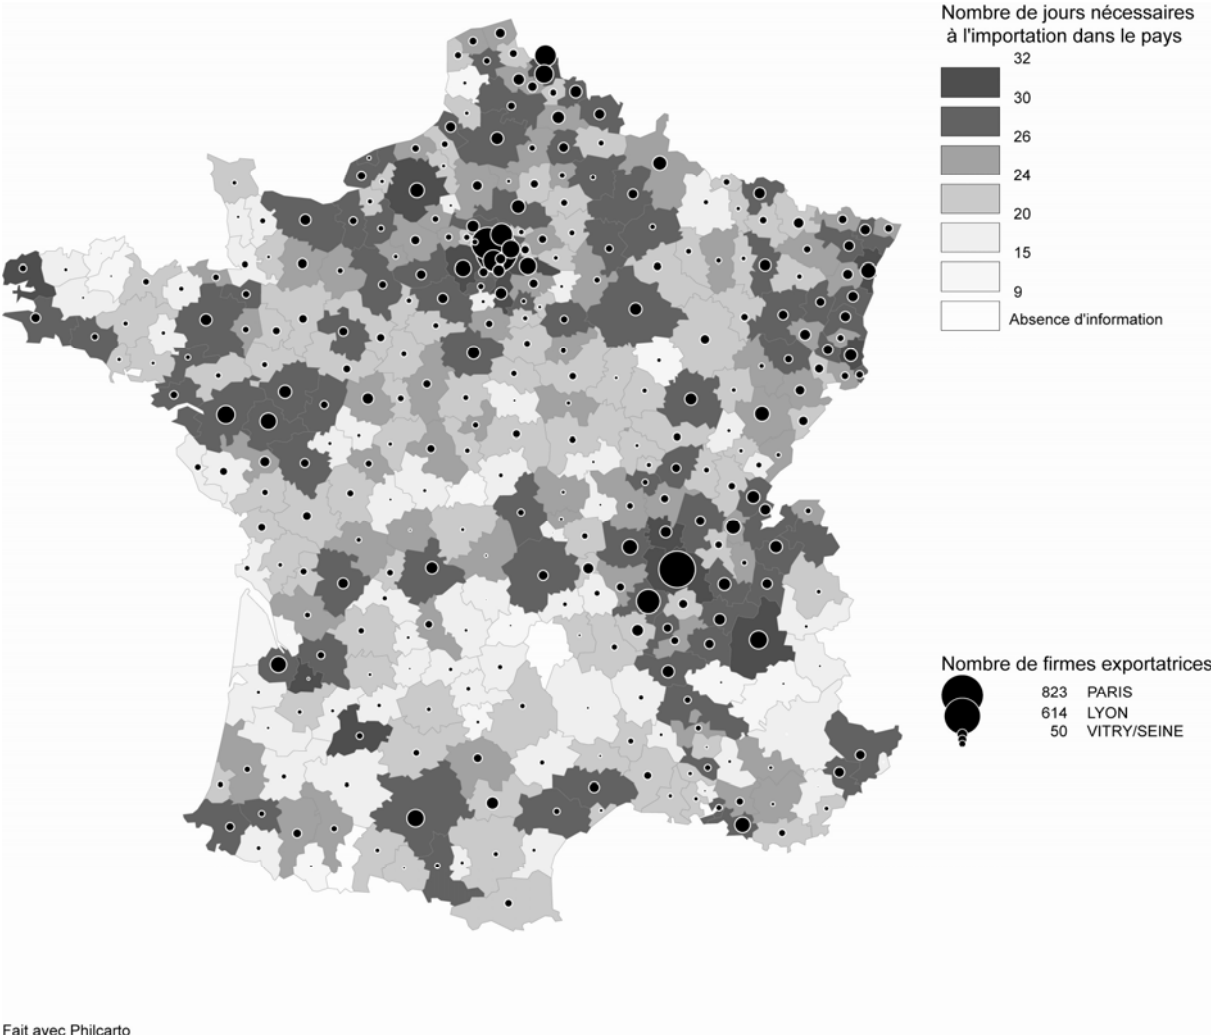 Nombre de jours nécessaires
à l'importation dans le pays
32
30
26
24
20
15
9
Absence d'information
Nombre de firmes exportatrices
823 PARIS
614 LYON
50 VITRY/SEINE
Fait avec Philcarto